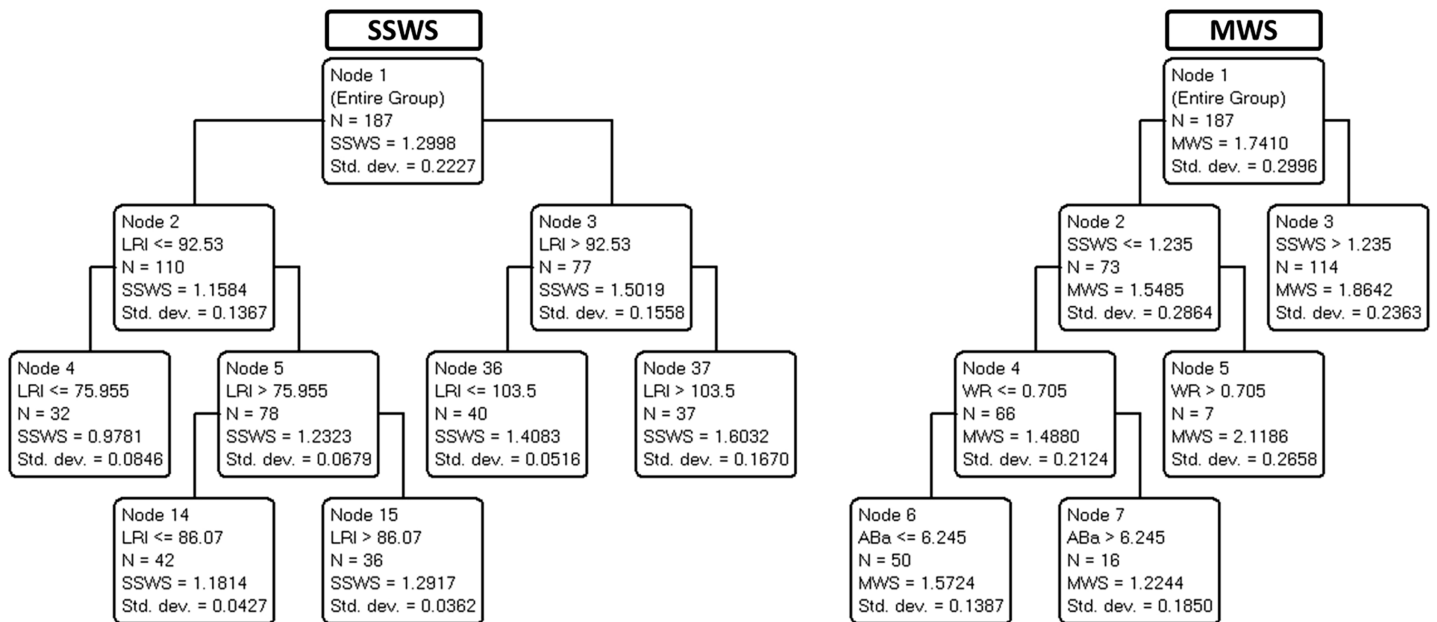 SSWS
Node 1
(Entire Group)
N = 187
SSWS = 1.2998
Std. dev. = 0.2227
Node 2
LRI <= 92.53
N = 110
SSWS = 1.1584
Std. dev. = 0.1367
Node 3
LRI > 92.53
N = 77
SSWS = 1.5019
Std. dev. = 0.1558
Node 4
LRI <= 75.955
N = 32
SSWS = 0.9781
Std. dev. = 0.0846
Node 5
LRI > 75.955
N = 78
SSWS = 1.2323
Std. dev. = 0.0679
Node 36
LRI <= 103.5
N = 40
SSWS = 1.4083
Std. dev. = 0.0516
Node 37
LRI > 103.5
N = 37
SSWS = 1.6032
Std. dev. = 0.1670
Node 14
LRI <= 86.07
N = 42
SSWS = 1.1814
Std. dev. = 0.0427
Node 15
LRI > 86.07
N = 36
SSWS = 1.2917
Std. dev. = 0.0362
MWS
Node 1
(Entire Group)
N = 187
MWS = 1.7410
Std. dev. = 0.2996
Node 2
SSWS <= 1.235
N = 73
MWS = 1.5485
Std. dev. = 0.2864
Node 3
SSWS > 1.235
N = 114
MWS = 1.8642
Std. dev. = 0.2363
Node 4
WR <= 0.705
N = 66
MWS = 1.4880
Std. dev. = 0.2124
Node 5
WR > 0.705
N = 7
MWS = 2.1186
Std. dev. = 0.2658
Node 6
ABa <= 6.245
N = 50
MWS = 1.5724
Std. dev. = 0.1387
Node 7
ABa > 6.245
N = 16
MWS = 1.2244
Std. dev. = 0.1850